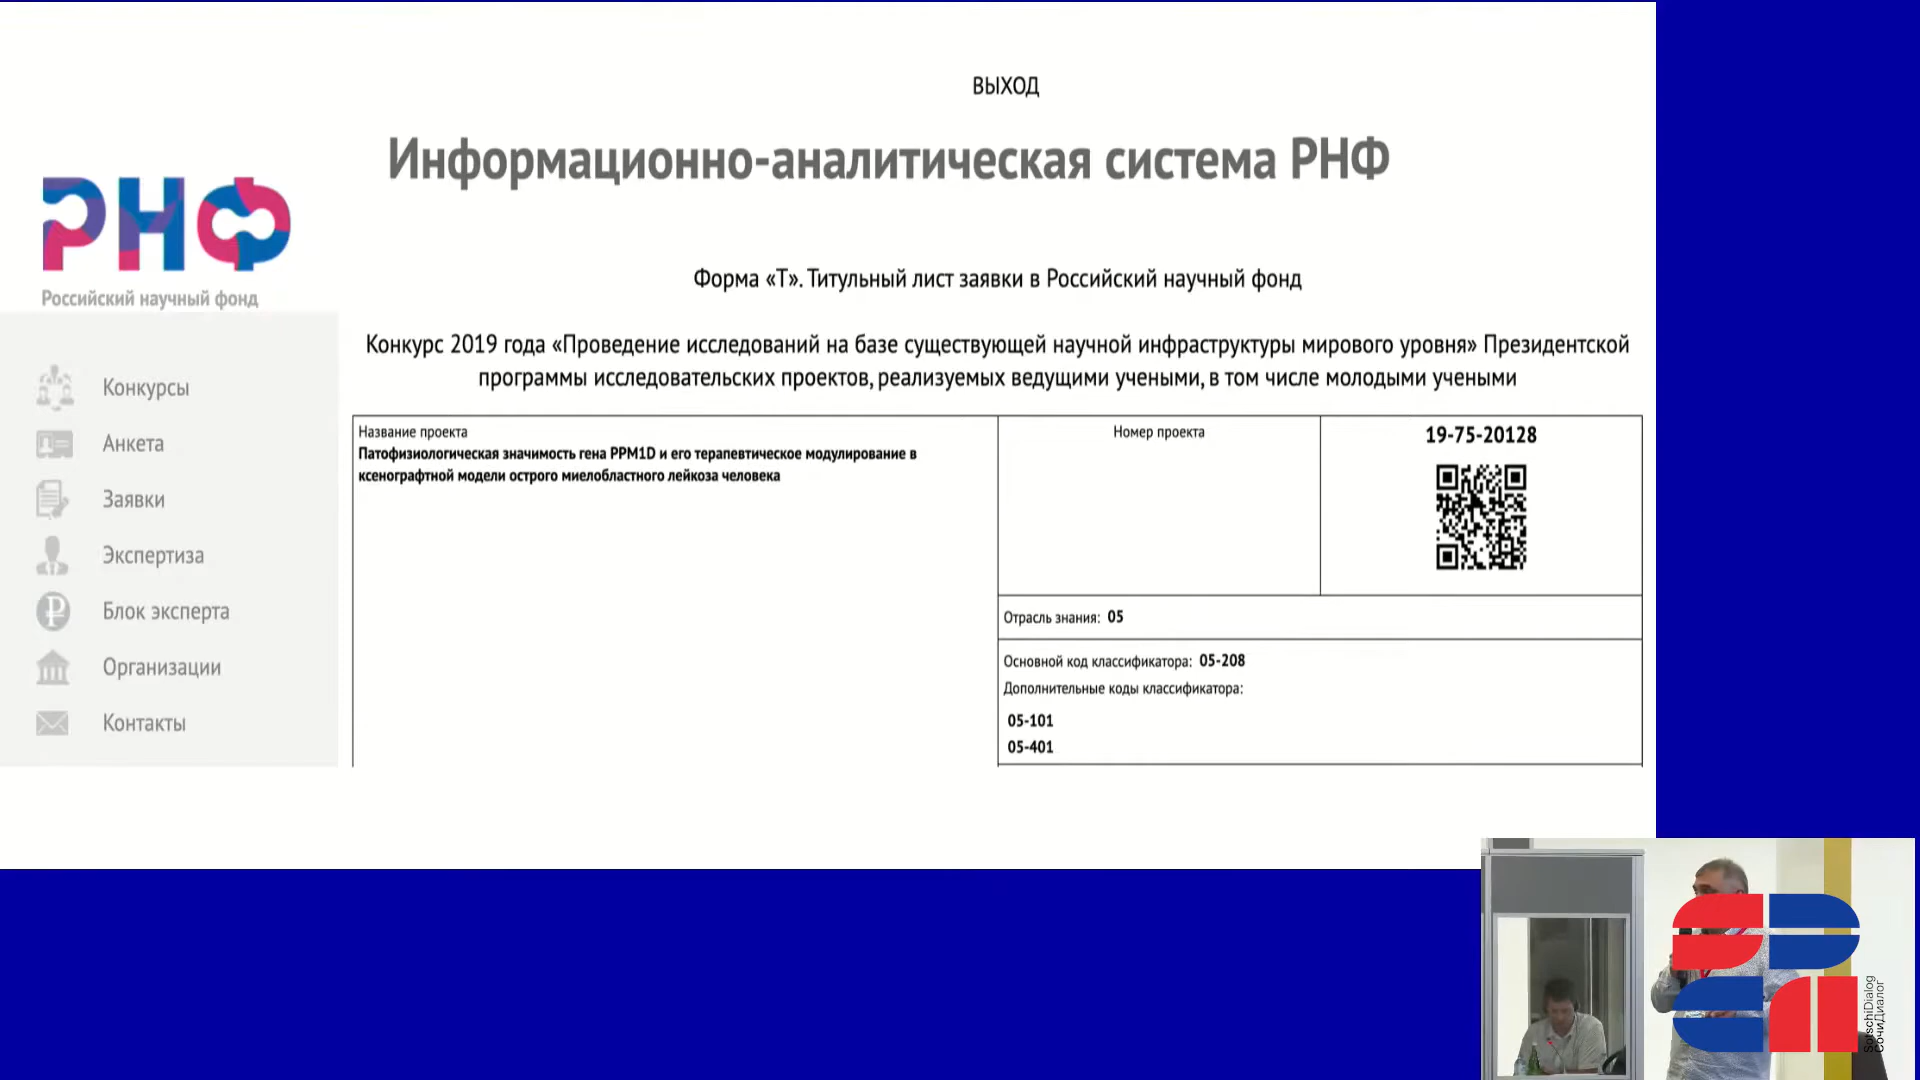 ВЫХОД
Информационно-аналитическая система РНФ
РНФ
Российский научный фонд
Конкурсы
Анкета
Заявки
Экспертиза
Блок эксперта
Организации
Контакты
Форма «Т». Титульный лист заявки в Российский научный фонд
Конкурс 2019 года «Проведение исследований на базе существующей научной инфраструктуры мирового уровня» Президентской
программы исследовательских проектов, реализуемых ведущими учеными, в том числе молодыми учеными
Название проекта
Патофизиологическая значимость гена PPM1D и его терапевтическое модулирование в
ксенографтной модели острого миелобластного лейкоза человека
Номер проекта
19-75-20128
Отрасль знания: 05
Основной код классификатора: 05-208
Дополнительные коды классификатора:
05-101
05-401
SotschiDialog
СочиДиалог